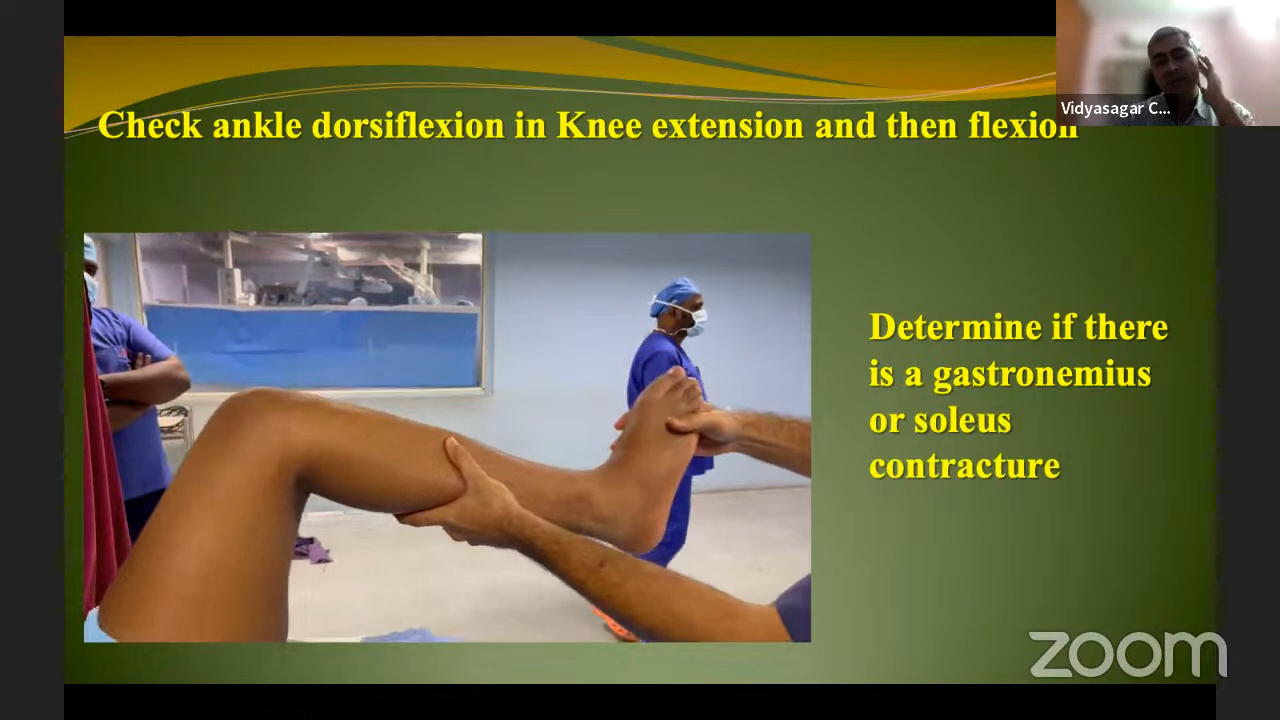 Check ankle dorsiflexion in Knee extension and then flexion
Vidyasagar C...
Determine if there
is a gastronemius
or soleus
contracture
zoom